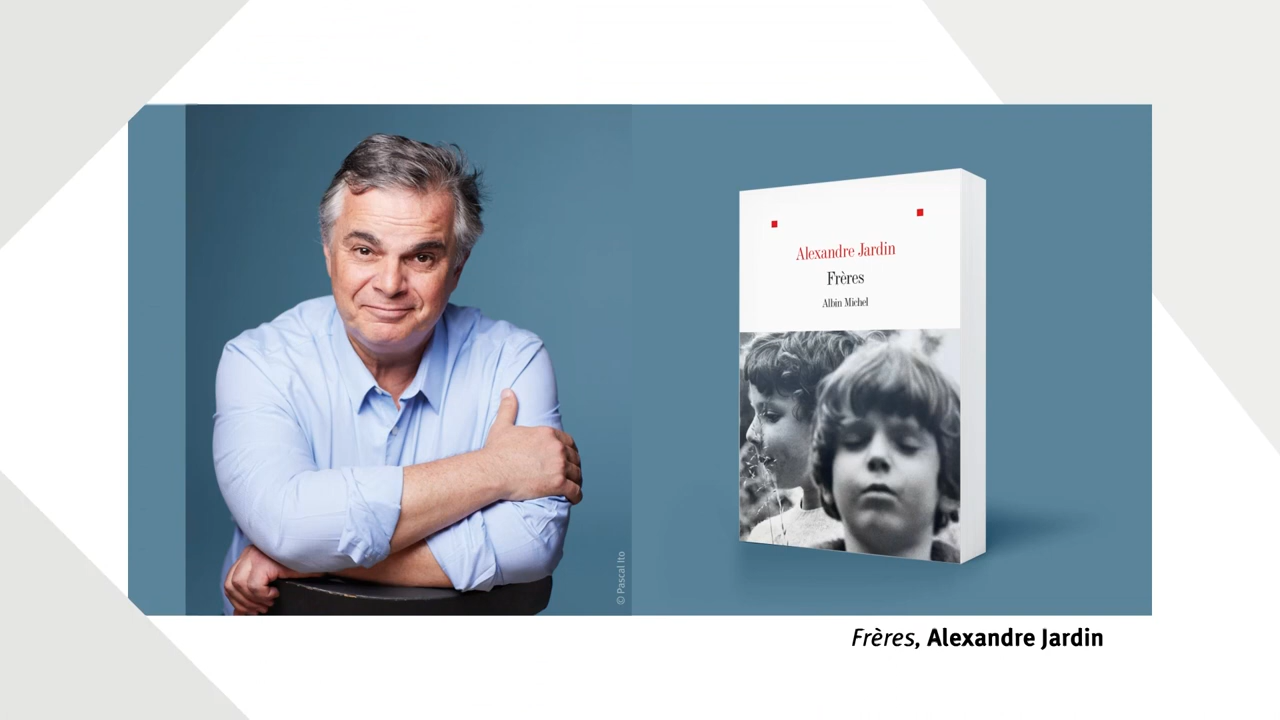 Alexandre Jardin
Frères
Albin Michel
© Pascal Ito
Frères, Alexandre Jardin